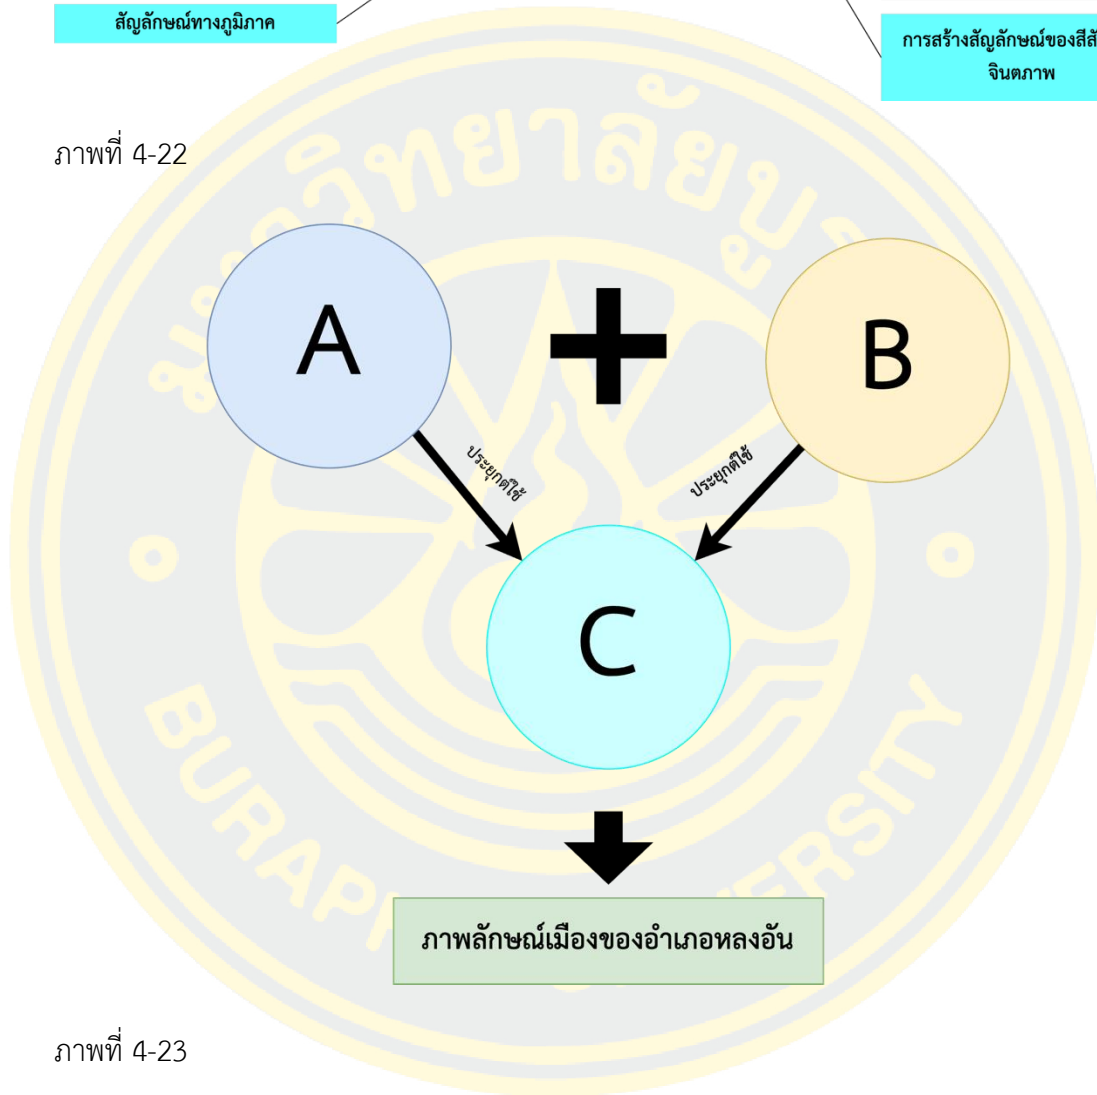 สัญลักษณ์ทางภูมิภาค
การสร้างสัญลักษณ์ของสี
จินตภาพ
ภาพที่ 4-22
A
+
B
ประยุกต์ใช้
ประยุกต์ใช้
C
ภาพลักษณ์เมืองของอำเภอหลงอัน
ภาพที่ 4-23